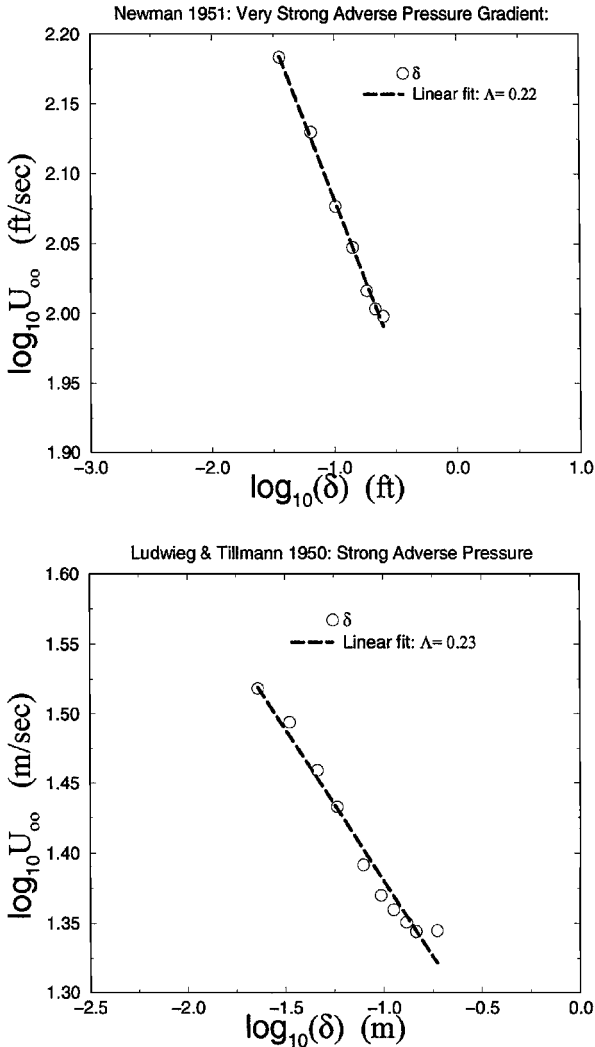 Newman 1951: Very Strong Adverse Pressure Gradient:
2.20
2.15
2.10
2.05
2.00
1.95
1.90
log10U∞ (ft/sec)
δ
Linear fit: Λ= 0.22
−3.0 −2.0 −1.0 0.0 1.0
log10(δ) (ft)
Ludwieg & Tillmann 1950: Strong Adverse Pressure
1.60
1.55
1.50
1.45
1.40
1.35
1.30
log10U∞ (m/sec)
δ
Linear fit: Λ= 0.23
−2.5 −2.0 −1.5 −1.0 −0.5 0.0
log10(δ) (m)